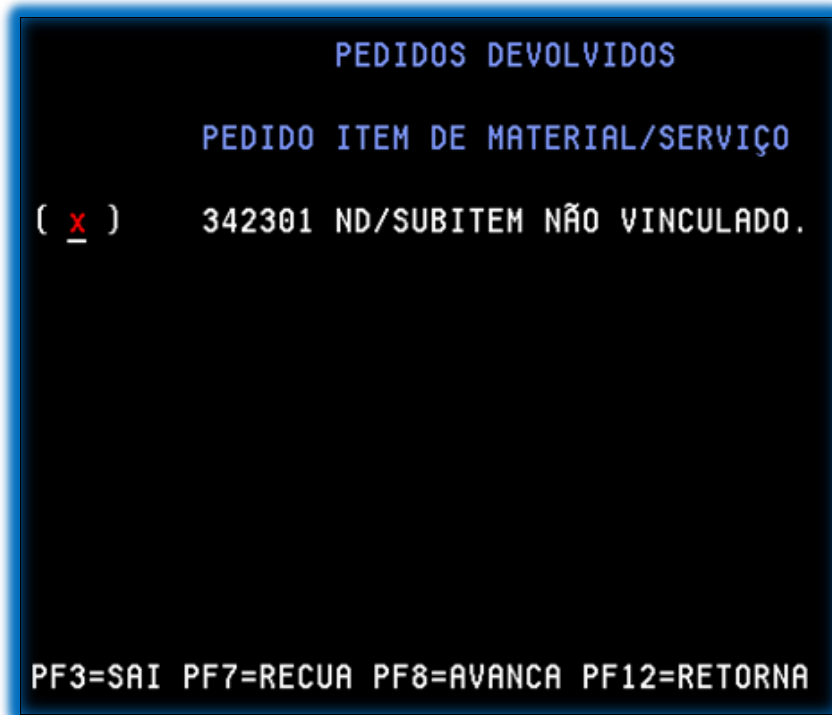 PEDIDOS DEVOLVIDOS
PEDIDO ITEM DE MATERIAL/SERVIÇO
( x ) 342301 ND/SUBITEM NÃO VINCULADO.
PF3=SAI PF7=RECUA PF8=AVANCA PF12=RETORNA